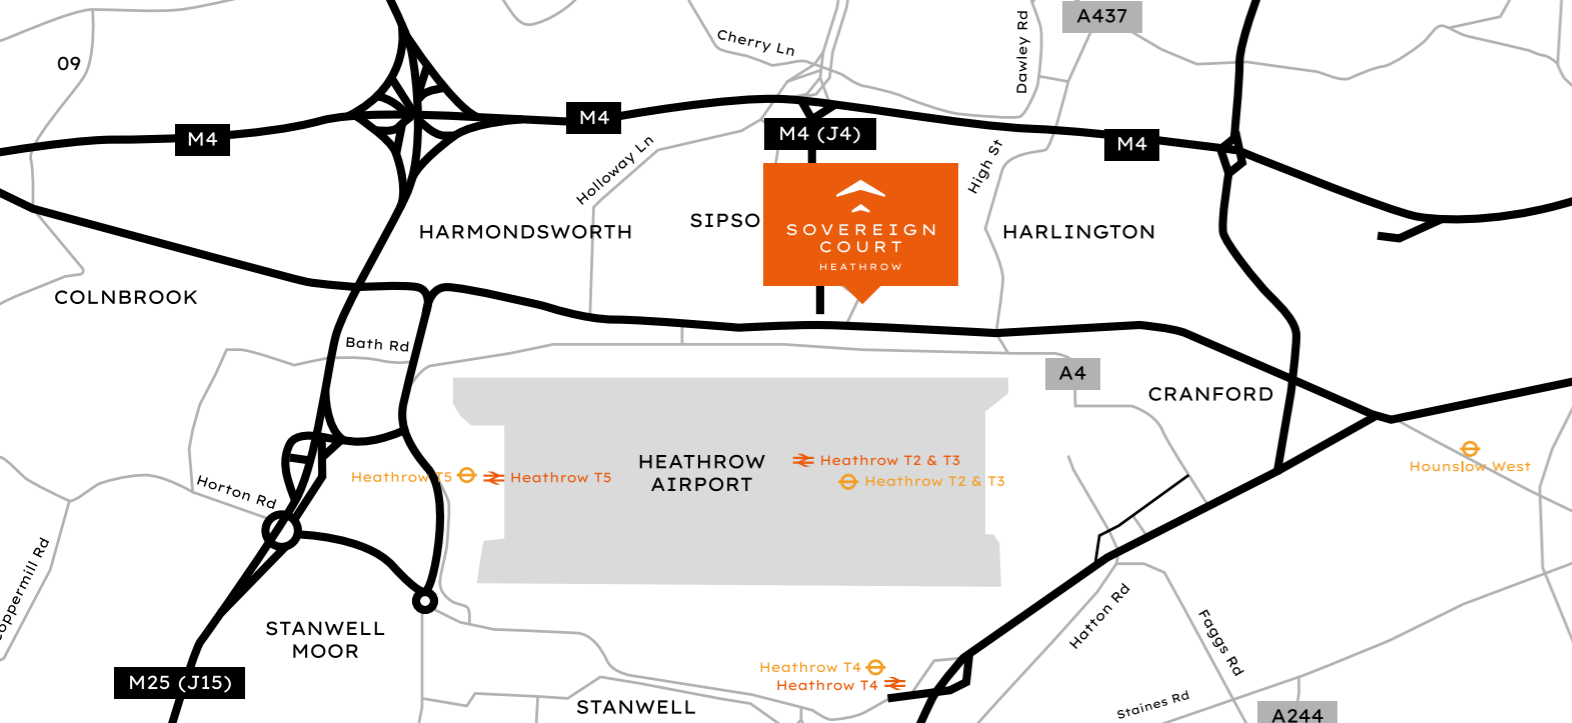 A437
Cherry Ln
Dawley Rd
09
M4
M4
M4 (J4)
M4
Holloway Ln
High St
HARMONDSWORTH
SIPSO
SOVEREIGN
COURT
HEATHROW
HARLINGTON
COLNBROOK
Bath Rd
A4
CRANFORD
HEATHROW
AIRPORT
Heathrow T5
Heathrow T5
Heathrow T2 & T3
Heathrow T2 & T3
Hounslow West
Horton Rd
oppermill Rd
STANWELL
MOOR
Hatton Rd
Faggs Rd
M25 (J15)
Heathrow T4
Heathrow T4
STANWELL
Staines Rd
A244